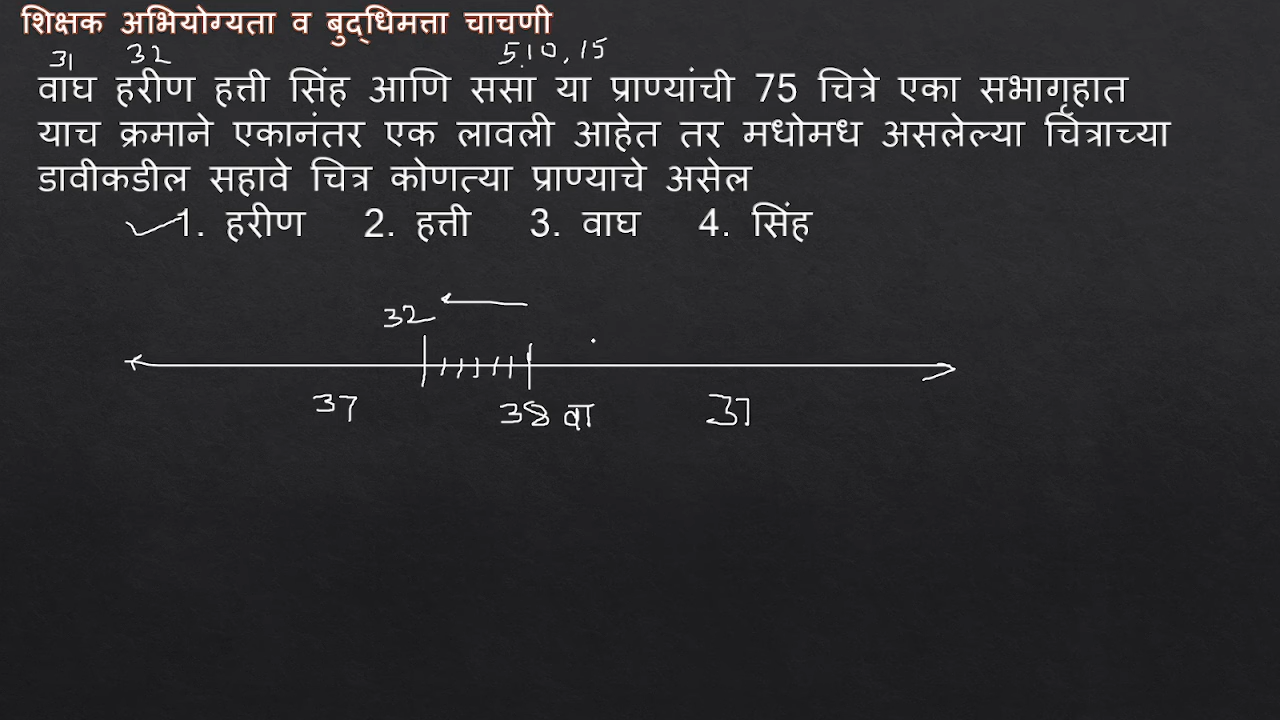 शिक्षक अभियोग्यता व बुद्धिमत्ता चाचणी
31 32 5,10,15
वाघ हरीण हत्ती सिंह आणि ससा या प्राण्यांची 75 चित्रे एका सभागृहात
याच क्रमाने एकानंतर एक लावली आहेत तर मधोमध असलेल्या चित्राच्या
डावीकडील सहावे चित्र कोणत्या प्राण्याचे असेल
1. हरीण 2. हत्ती 3. वाघ 4. सिंह
32
37 38 वा 37